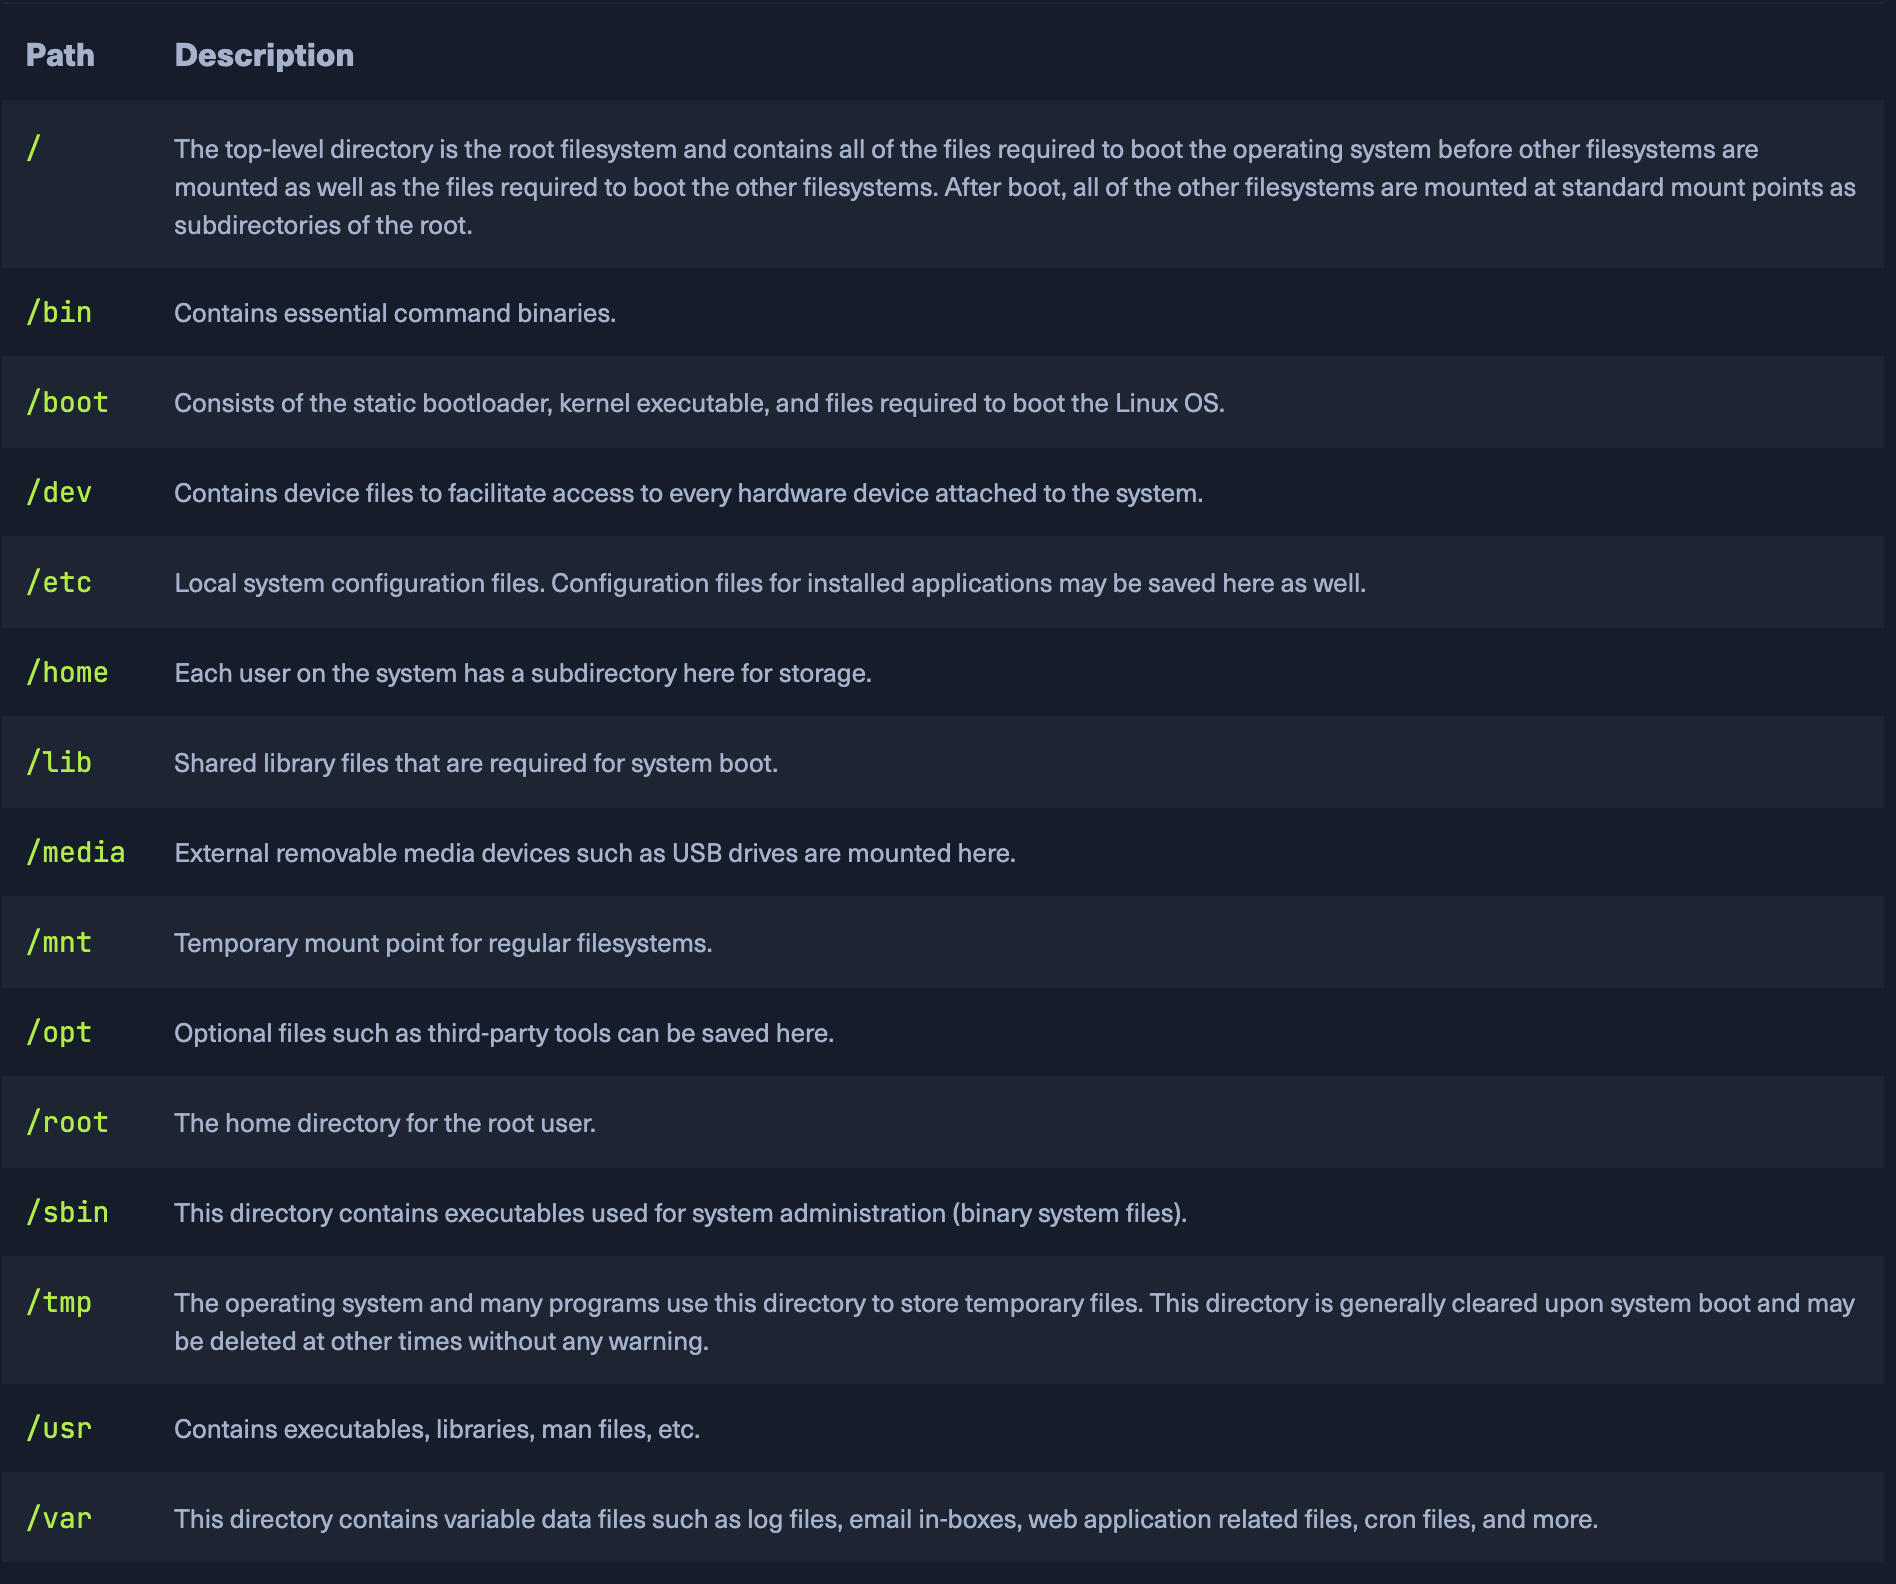 Path Description
/ The top-level directory is the root filesystem and contains all of the files required to boot the operating system before other filesystems are
mounted as well as the files required to boot the other filesystems. After boot, all of the other filesystems are mounted at standard mount points as
subdirectories of the root.
/bin Contains essential command binaries.
/boot Consists of the static bootloader, kernel executable, and files required to boot the Linux OS.
/dev Contains device files to facilitate access to every hardware device attached to the system.
/etc Local system configuration files. Configuration files for installed applications may be saved here as well.
/home Each user on the system has a subdirectory here for storage.
/lib Shared library files that are required for system boot.
/media External removable media devices such as USB drives are mounted here.
/mnt Temporary mount point for regular filesystems.
/opt Optional files such as third-party tools can be saved here.
/root The home directory for the root user.
/sbin This directory contains executables used for system administration (binary system files).
/tmp The operating system and many programs use this directory to store temporary files. This directory is generally cleared upon system boot and may
be deleted at other times without any warning.
/usr Contains executables, libraries, man files, etc.
/var This directory contains variable data files such as log files, email in-boxes, web application related files, cron files, and more.